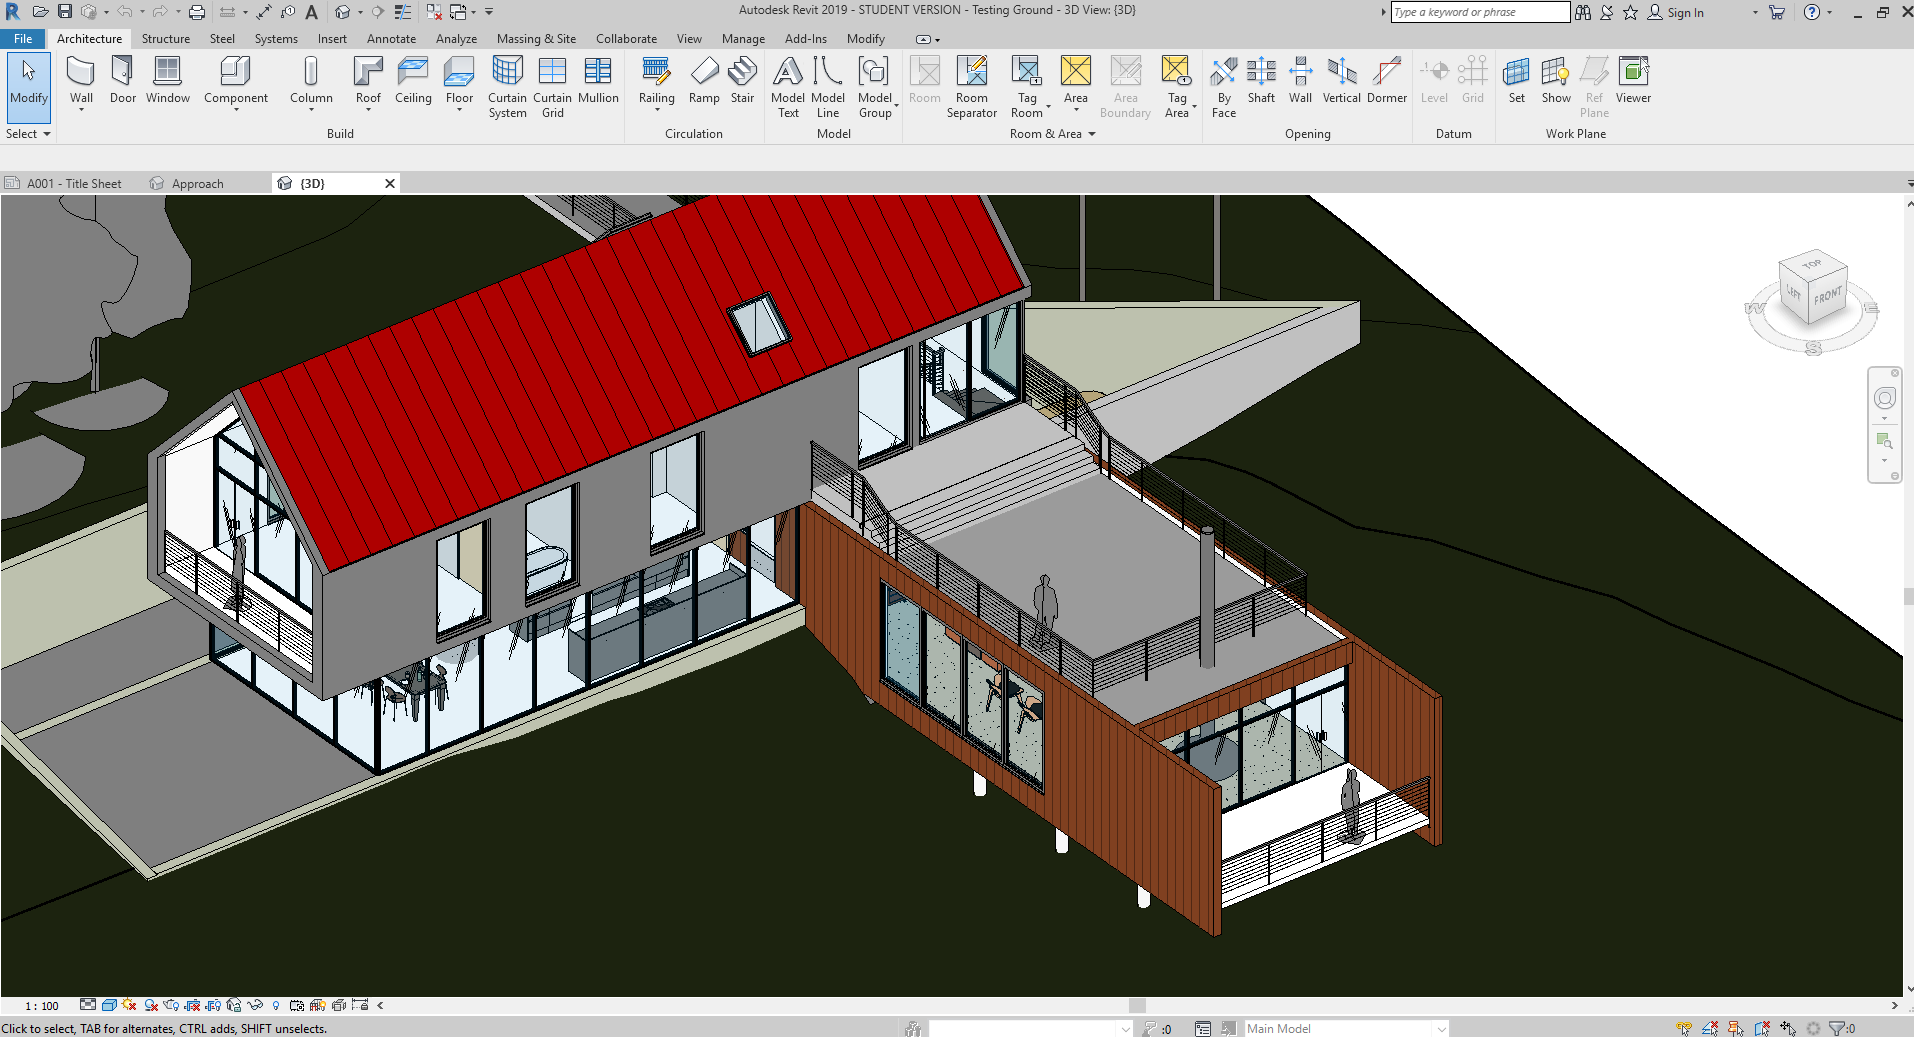 Autodesk Revit 2019 - STUDENT VERSION - Testing Ground - 3D View: {3D}
Type a keyword or phrase
Sign In
File Architecture Structure Steel Systems Insert Annotate Analyze Massing & Site Collaborate View Manage Add-Ins Modify
Modify Wall Door Window Component Column Roof Ceiling Floor Curtain System Curtain Grid Mullion Railing Ramp Stair Model Text Model Line Model Group Room Room Separator Tag Room Area Area Boundary Tag Area By Face Shaft Wall Vertical Dormer Level Grid Set Show Ref Plane Viewer
Select Build Circulation Model Room & Area Opening Datum Work Plane
A001 - Title Sheet Approach {3D}
TOP
LEFT FRONT
W E
S
1 : 100
Click to select, TAB for alternates, CTRL adds, SHIFT unselects.
:0
Main Model
:0